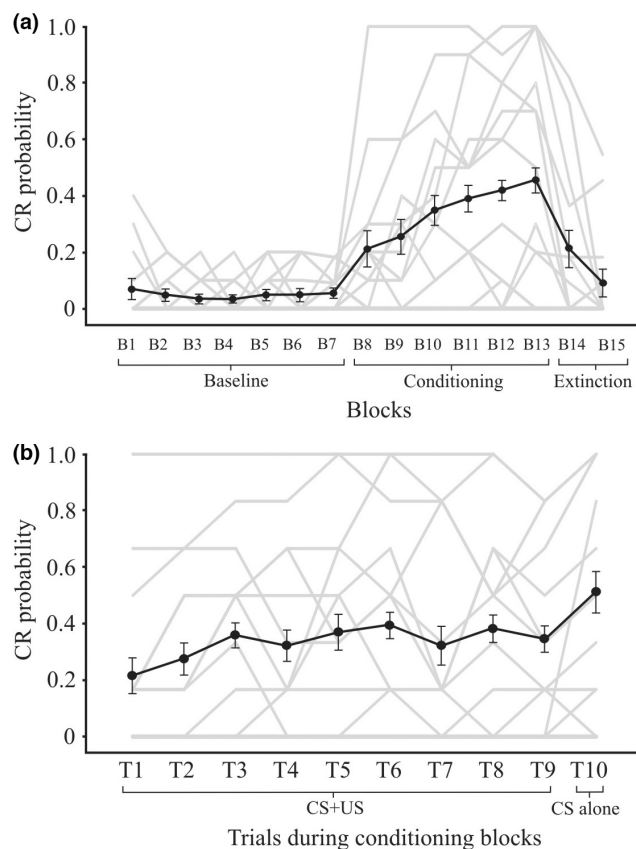 (a)
CR probability
1.0
0.8
0.6
0.4
0.2
0
B1 B2 B3 B4 B5 B6 B7 B8 B9 B10 B11 B12 B13 B14 B15
Baseline Conditioning Extinction
Blocks
(b)
CR probability
1.0
0.8
0.6
0.4
0.2
0
T1 T2 T3 T4 T5 T6 T7 T8 T9 T10
CS+US CS alone
Trials during conditioning blocks